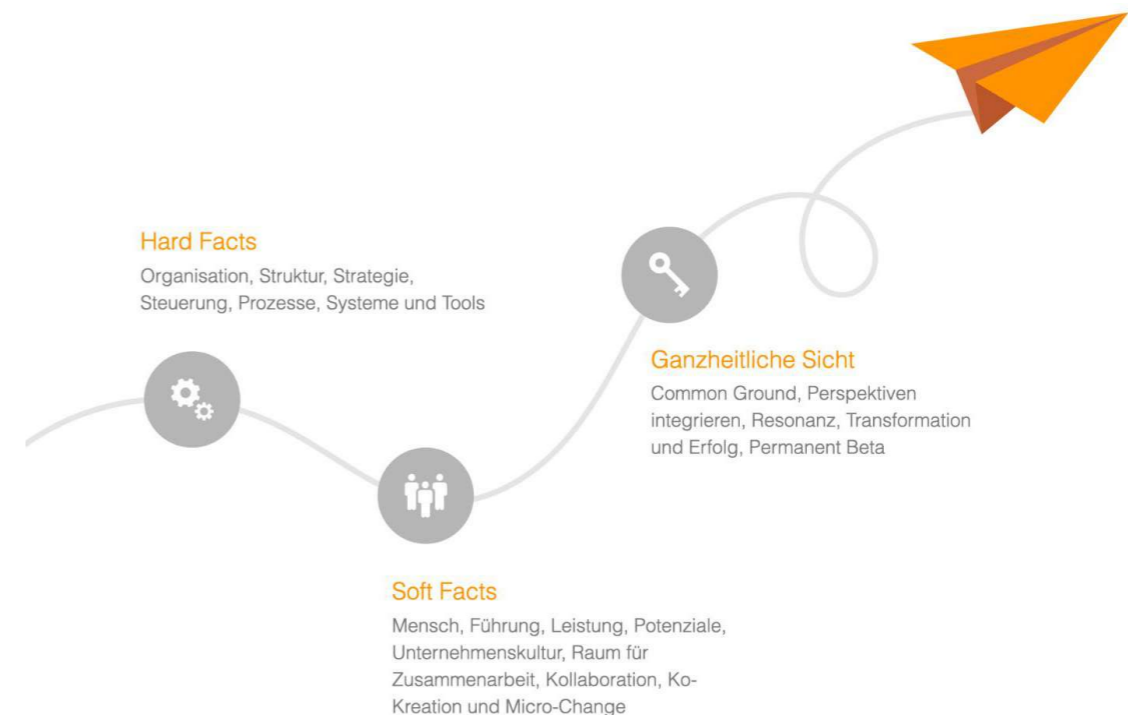 Hard Facts
Organisation, Struktur, Strategie,
Steuerung, Prozesse, Systeme und Tools
Ganzheitliche Sicht
Common Ground, Perspektiven
integrieren, Resonanz, Transformation
und Erfolg, Permanent Beta
Soft Facts
Mensch, Führung, Leistung, Potenziale,
Unternehmenskultur, Raum für
Zusammenarbeit, Kollaboration, Ko-
Kreation und Micro-Change